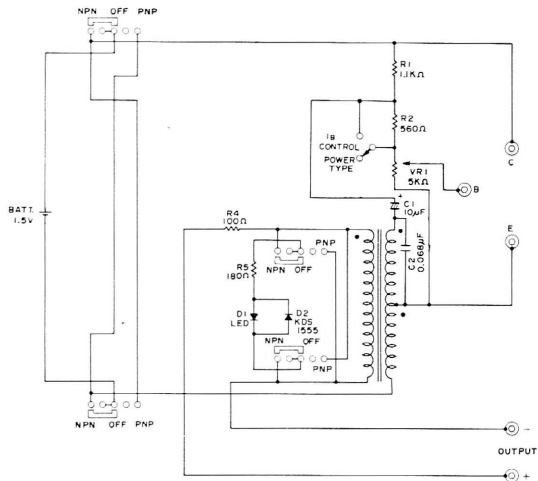 NPN OFF PNP
R1
1.1KΩ
R2
560Ω
IB
CONTROL
POWER
TYPE
VR1
5KΩ
C
B
E
C1
+
10µF
C2
0.068µF
BATT.
1.5V
R4
100Ω
PNP
NPN OFF
R5
180Ω
D1
LED
D2
KDS
1555
NPN OFF
PNP
NPN OFF PNP
-
OUTPUT
+